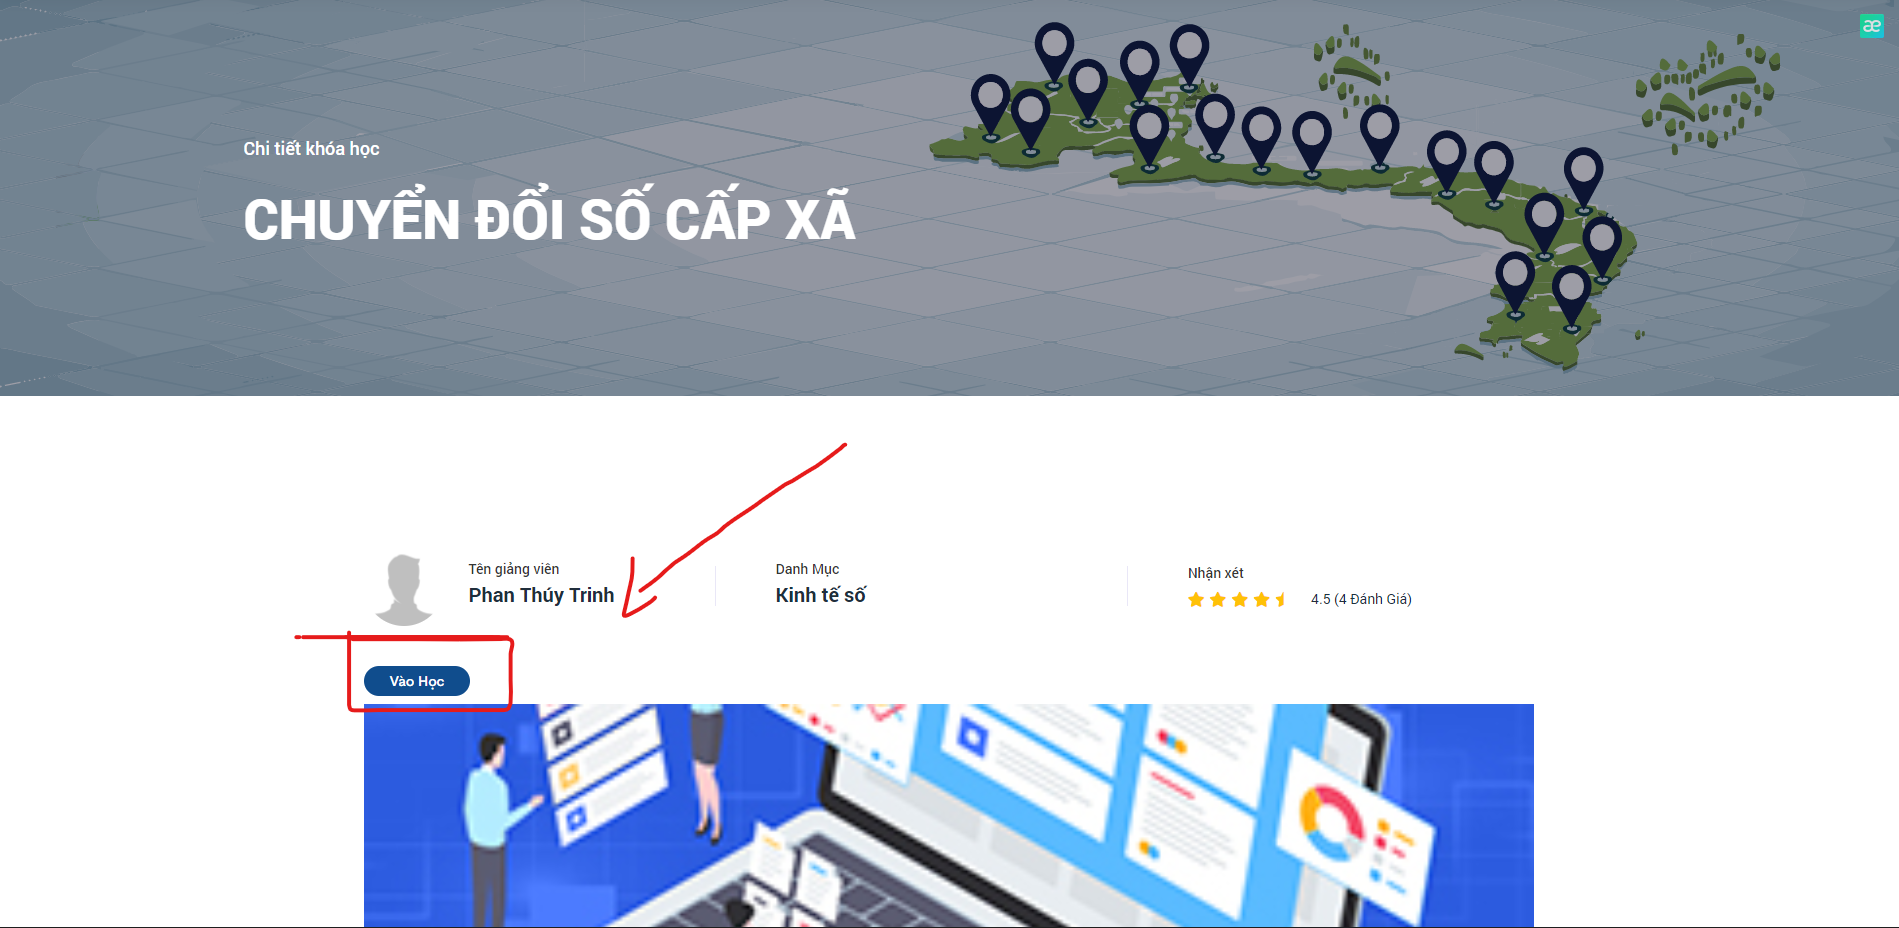 æ
Chi tiết khóa học
CHUYỂN ĐỔI SỐ CẤP XÃ
Tên giảng viên
Phan Thúy Trinh
Danh Mục
Kinh tế số
Nhận xét
4.5 (4 Đánh Giá)
Vào Học